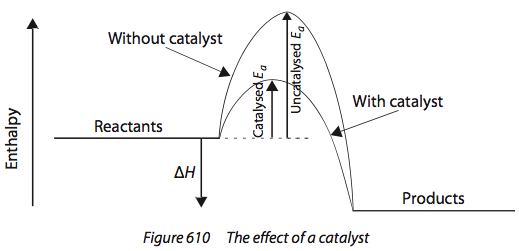 Without catalyst
Uncatalysed Eₐ
Catalysed Eₐ
With catalyst
Reactants
Enthalpy
ΔH
Products
Figure 610 The effect of a catalyst